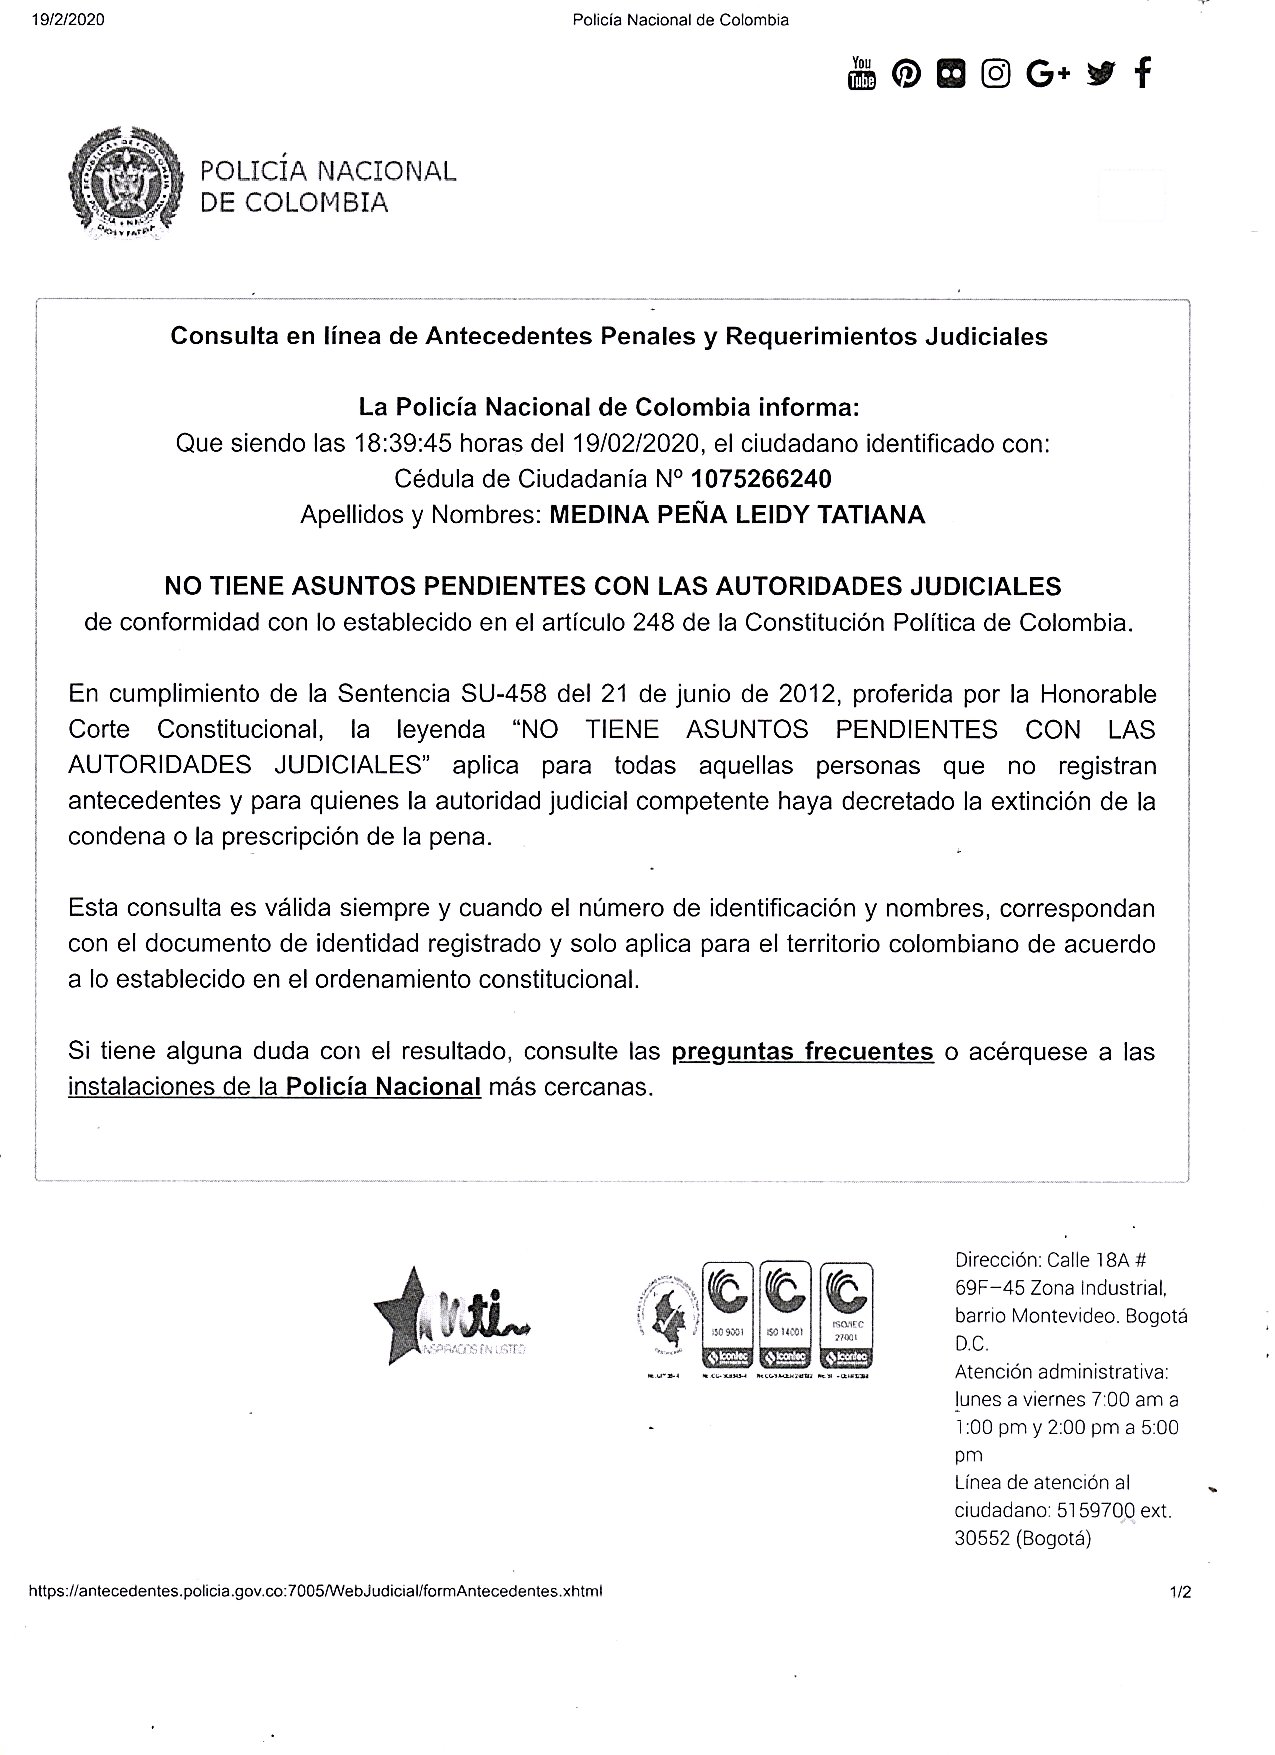 19/2/2020
Policía Nacional de Colombia
You
Tube
G+
POLICÍA NACIONAL
DE COLOMBIA
Consulta en línea de Antecedentes Penales y Requerimientos Judiciales
La Policía Nacional de Colombia informa:
Que siendo las 18:39:45 horas del 19/02/2020, el ciudadano identificado con:
Cédula de Ciudadanía Nº 1075266240
Apellidos y Nombres: MEDINA PEÑA LEIDY TATIANA
NO TIENE ASUNTOS PENDIENTES CON LAS AUTORIDADES JUDICIALES
de conformidad con lo establecido en el artículo 248 de la Constitución Política de Colombia.
En cumplimiento de la Sentencia SU-458 del 21 de junio de 2012, proferida por la Honorable
Corte Constitucional, la leyenda “NO TIENE ASUNTOS PENDIENTES CON LAS
AUTORIDADES JUDICIALES” aplica para todas aquellas personas que no registran
antecedentes y para quienes la autoridad judicial competente haya decretado la extinción de la
condena o la prescripción de la pena.
Esta consulta es válida siempre y cuando el número de identificación y nombres, correspondan
con el documento de identidad registrado y solo aplica para el territorio colombiano de acuerdo
a lo establecido en el ordenamiento constitucional.
Si tiene alguna duda con el resultado, consulte las preguntas frecuentes o acérquese a las
instalaciones de la Policía Nacional más cercanas.
INSPIRADOS EN USTED
ISO 9001
ISO 14001
ISO/IEC
27001
icontec
icontec
icontec
Dirección: Calle 18A #
69F–45 Zona Industrial,
barrio Montevideo. Bogotá
D.C.
Atención administrativa:
lunes a viernes 7:00 am a
1:00 pm y 2:00 pm a 5:00
pm
Línea de atención al
ciudadano: 5159700 ext.
30552 (Bogotá)
https://antecedentes.policia.gov.co:7005/WebJudicial/formAntecedentes.xhtml
1/2